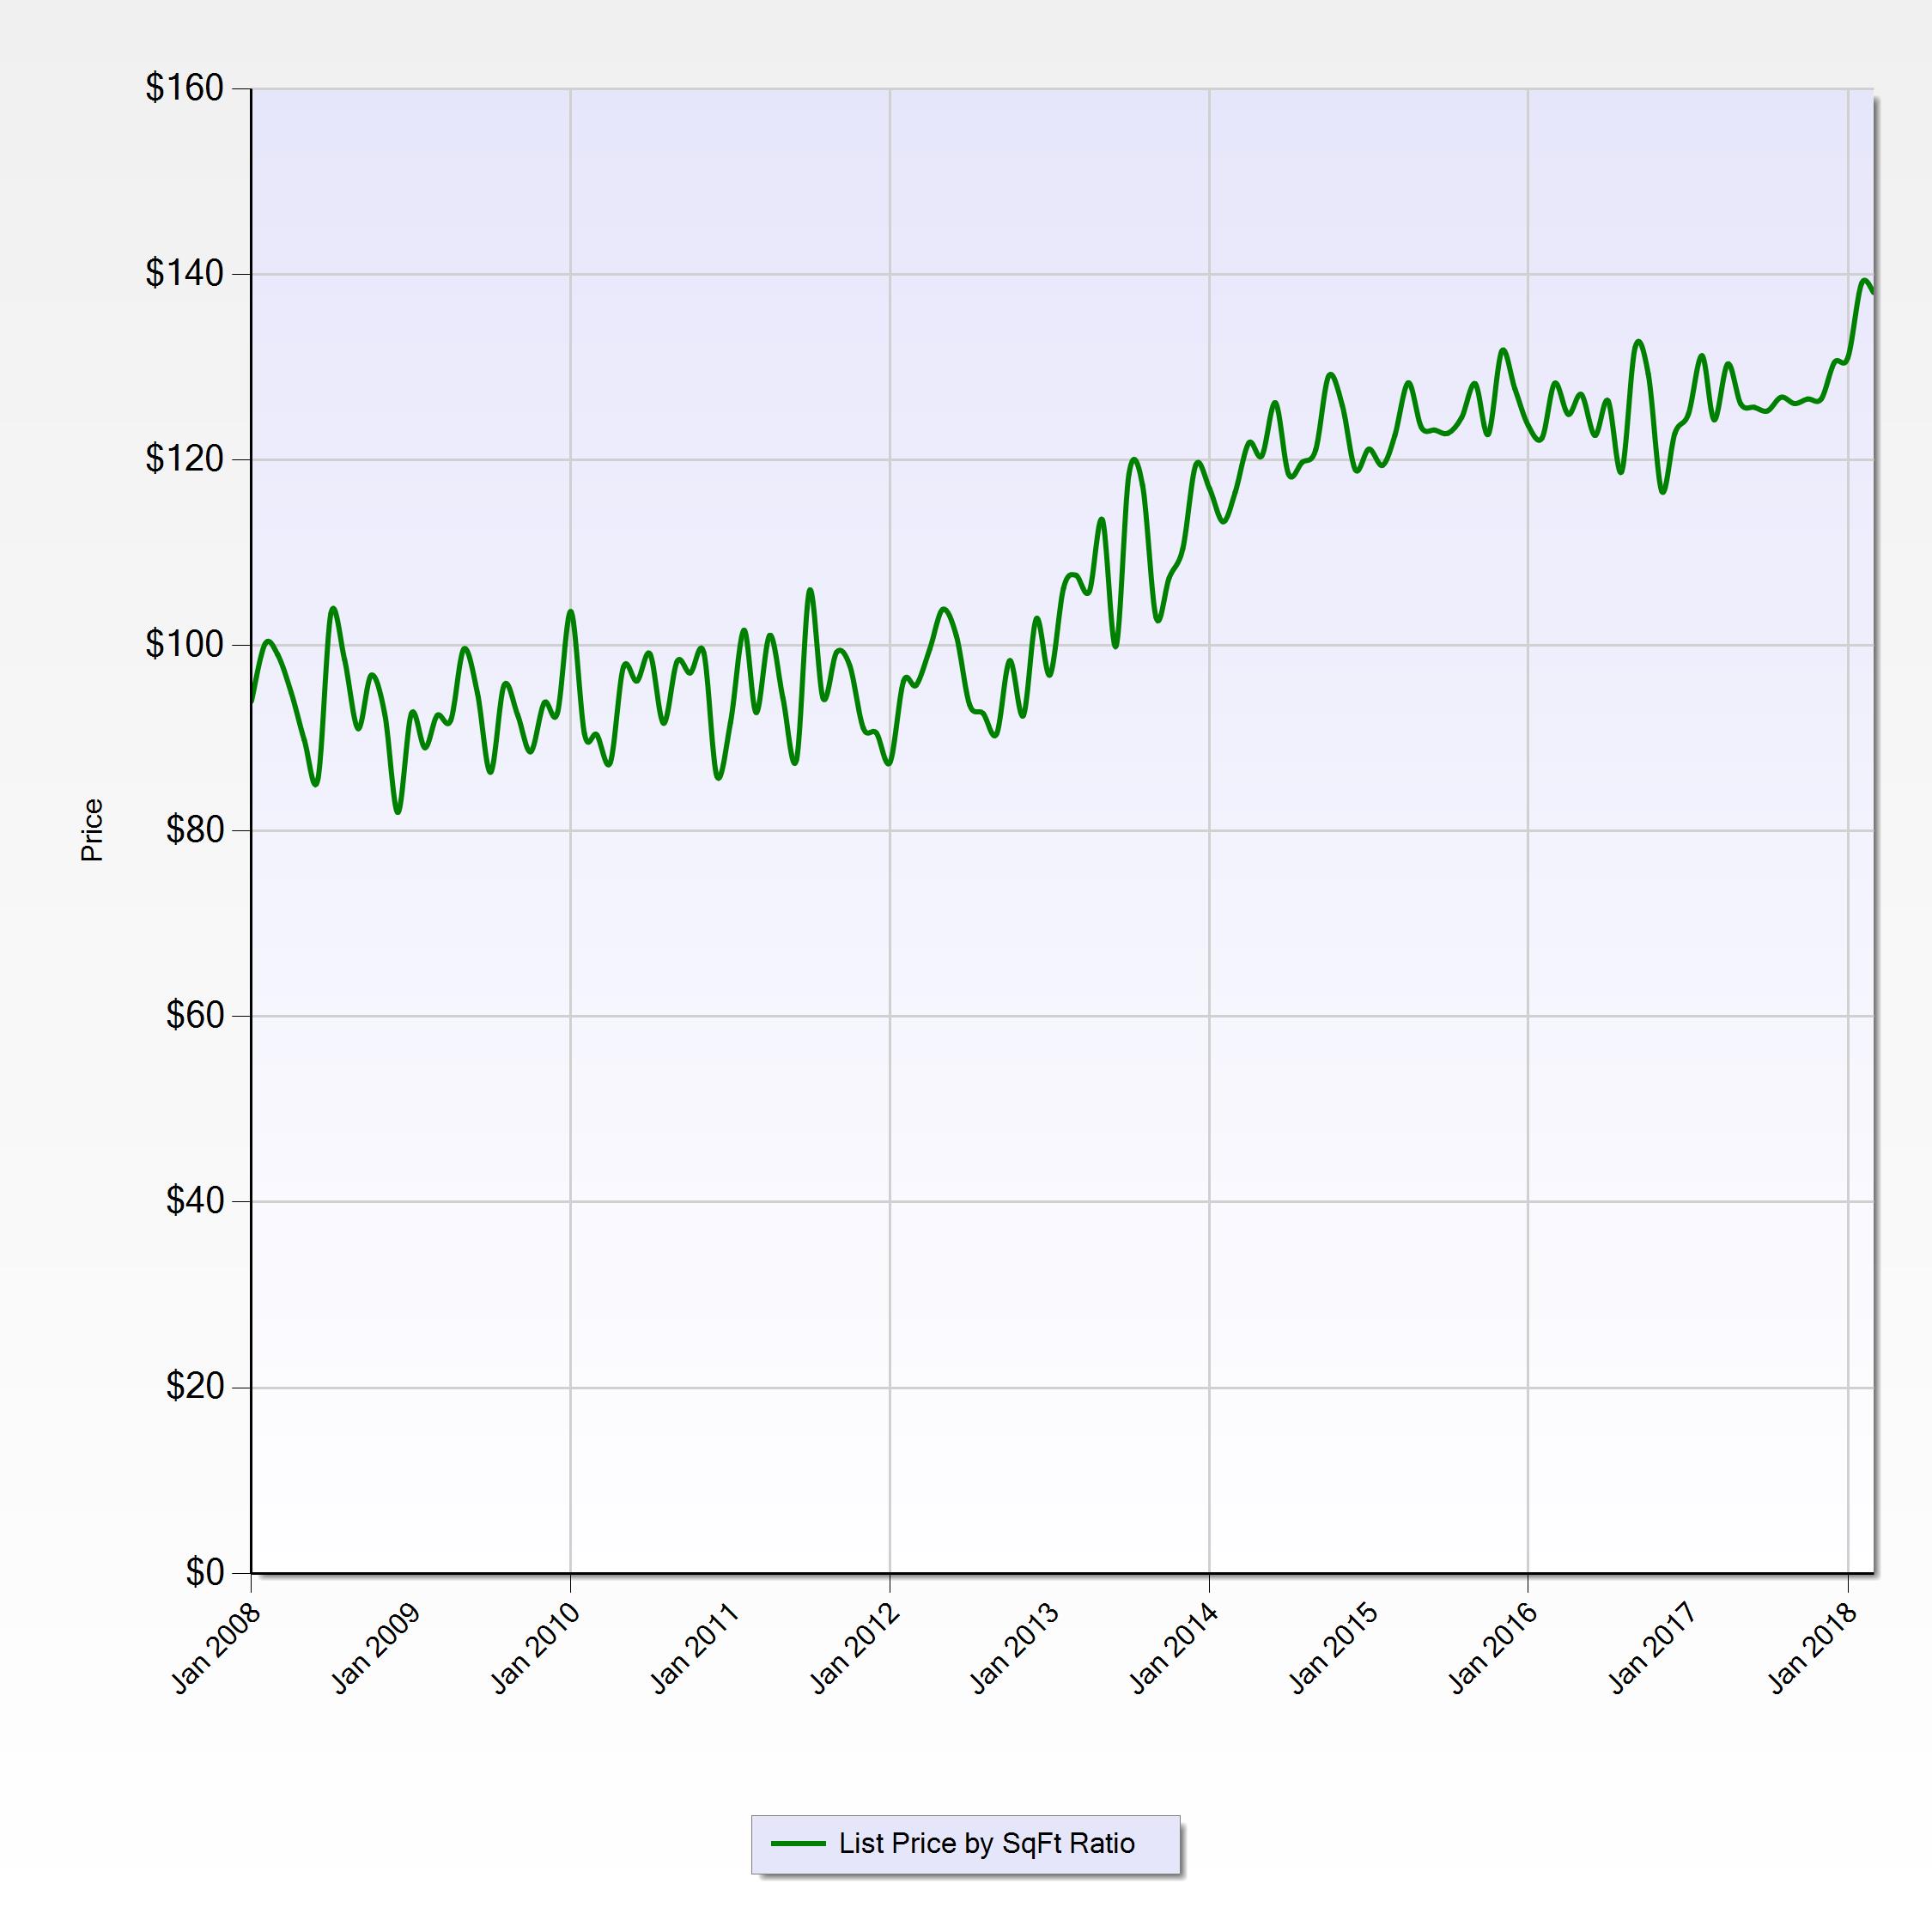 $160
$140
$120
$100
$80
$60
$40
$20
$0
Price
Jan 2008
Jan 2009
Jan 2010
Jan 2011
Jan 2012
Jan 2013
Jan 2014
Jan 2015
Jan 2016
Jan 2017
Jan 2018
List Price by SqFt Ratio